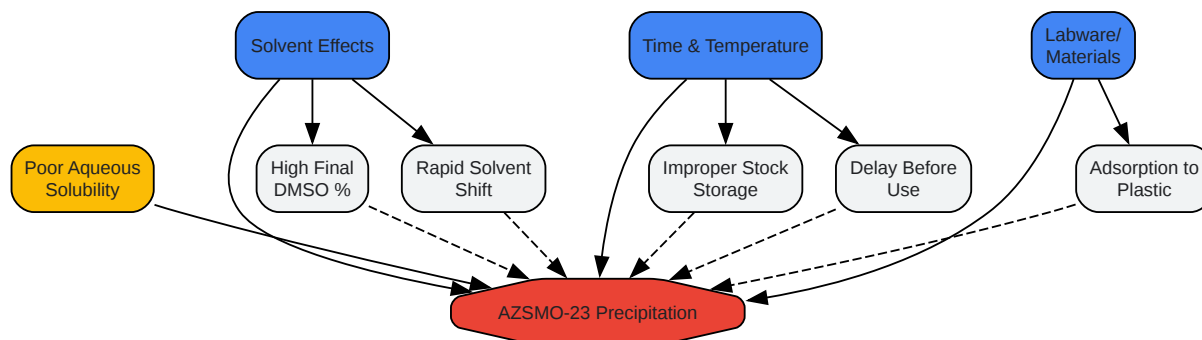 Solvent Effects
Time & Temperature
Labware/
Materials
Poor Aqueous
Solubility
High Final
DMSO %
Rapid Solvent
Shift
Improper Stock
Storage
Delay Before
Use
Adsorption to
Plastic
AZSMO-23 Precipitation